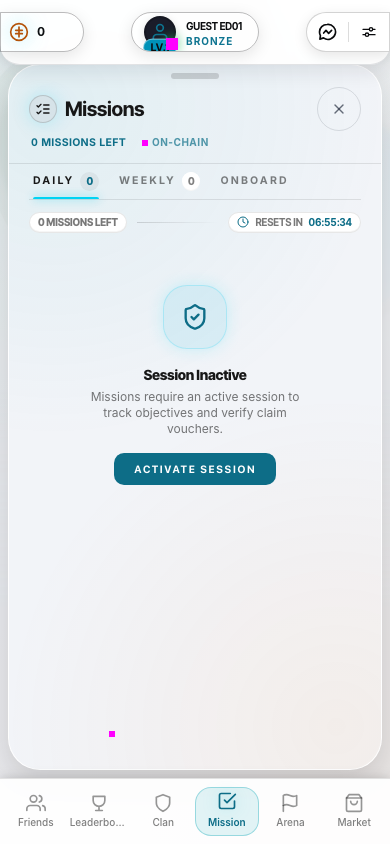 0
GUEST ED01
BRONZE
LV.
Missions
0 MISSIONS LEFT
ON-CHAIN
DAILY 0
WEEKLY 0
ONBOARD
0 MISSIONS LEFT
RESETS IN 06:55:34
Session Inactive
Missions require an active session to
track objectives and verify claim
vouchers.
ACTIVATE SESSION
Friends
Leaderbo...
Clan
Mission
Arena
Market